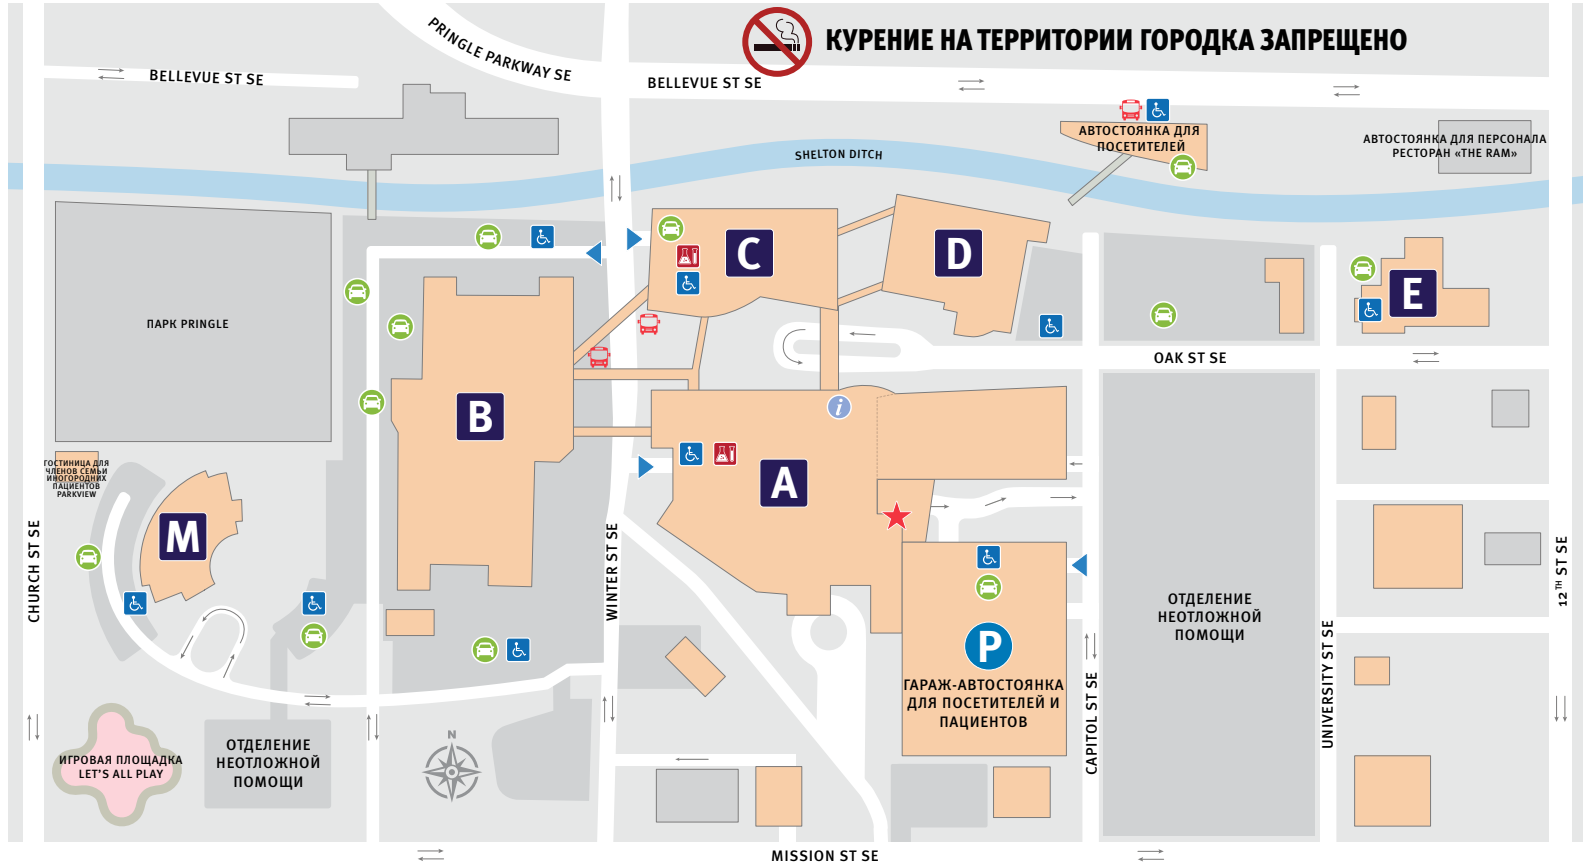 КУРЕНИЕ НА ТЕРРИТОРИИ ГОРОДКА ЗАПРЕЩЕНО
PRINGLE PARKWAY SE
BELLEVUE ST SE
BELLEVUE ST SE
АВТОСТОЯНКА ДЛЯ
ПОСЕТИТЕЛЕЙ
АВТОСТОЯНКА ДЛЯ ПЕРСОНАЛА
РЕСТОРАН «THE RAM»
SHELTON DITCH
C
D
E
ПАРК PRINGLE
OAK ST SE
B
i
A
ГОСТИНИЦА ДЛЯ
ЧЛЕНОВ СЕМЬИ
ИНОГОРОДНИХ
ПАЦИЕНТОВ
PARKVIEW
M
CHURCH ST SE
WINTER ST SE
12TH ST SE
ОТДЕЛЕНИЕ
НЕОТЛОЖНОЙ
ПОМОЩИ
P
ГАРАЖ-АВТОСТОЯНКА
ДЛЯ ПОСЕТИТЕЛЕЙ И
ПАЦИЕНТОВ
CAPITOL ST SE
UNIVERSITY ST SE
N
ИГРОВАЯ ПЛОЩАДКА
LET'S ALL PLAY
ОТДЕЛЕНИЕ
НЕОТЛОЖНОЙ
ПОМОЩИ
MISSION ST SE